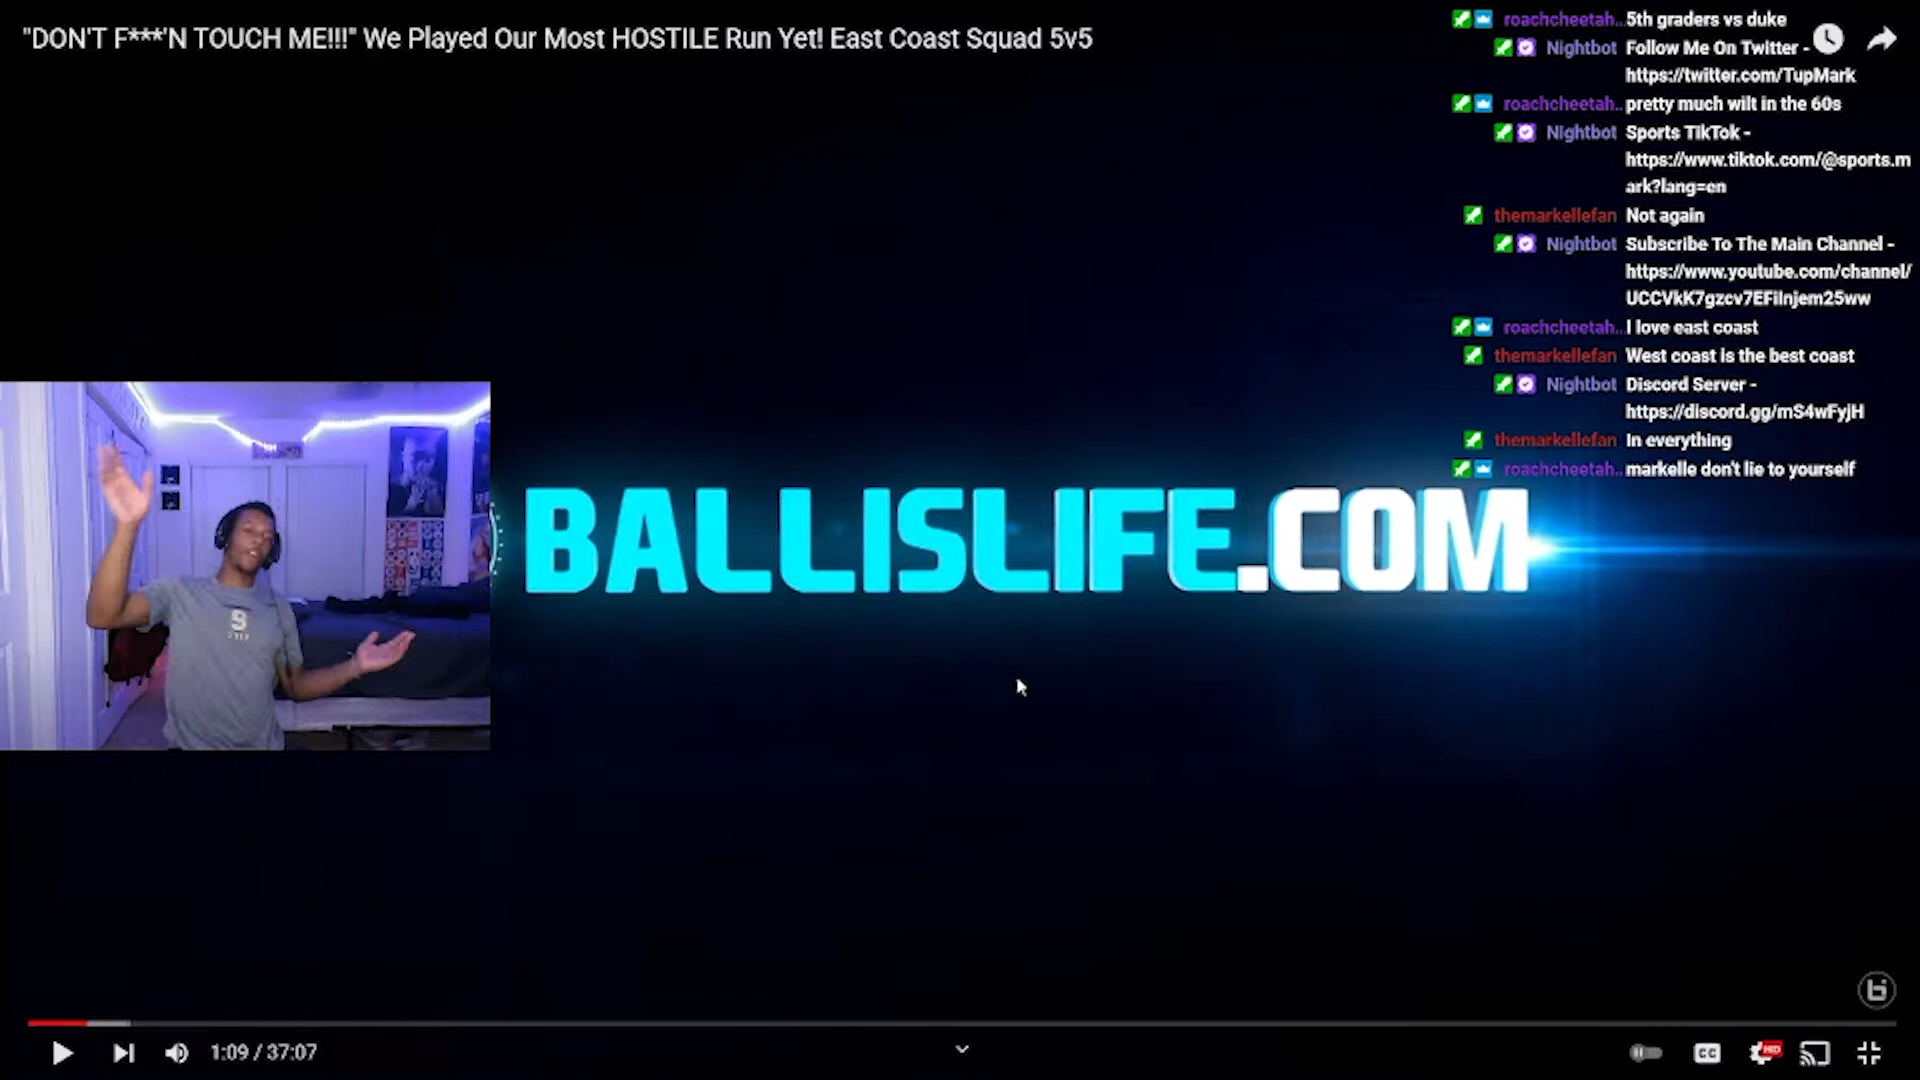 "DON'T F***'N TOUCH ME!!!" We Played Our Most HOSTILE Run Yet! East Coast Squad 5v5
roachcheetah.. 5th graders vs duke
Nightbot Follow Me On Twitter -
https://twitter.com/TupMark
roachcheetah.. pretty much wilt in the 60s
Nightbot Sports TikTok -
https://www.tiktok.com/@sports.m
ark?lang=en
themarkellefan Not again
Nightbot Subscribe To The Main Channel -
https://www.youtube.com/channel/
UCCVkK7gzcv7EFiInjem25ww
roachcheetah.. I love east coast
themarkellefan West coast is the best coast
Nightbot Discord Server -
https://discord.gg/mS4wFyjH
themarkellefan In everything
roachcheetah.. markelle don't lie to yourself
BALLISLIFE.COM
S
1:09 / 37:07
CC
HD